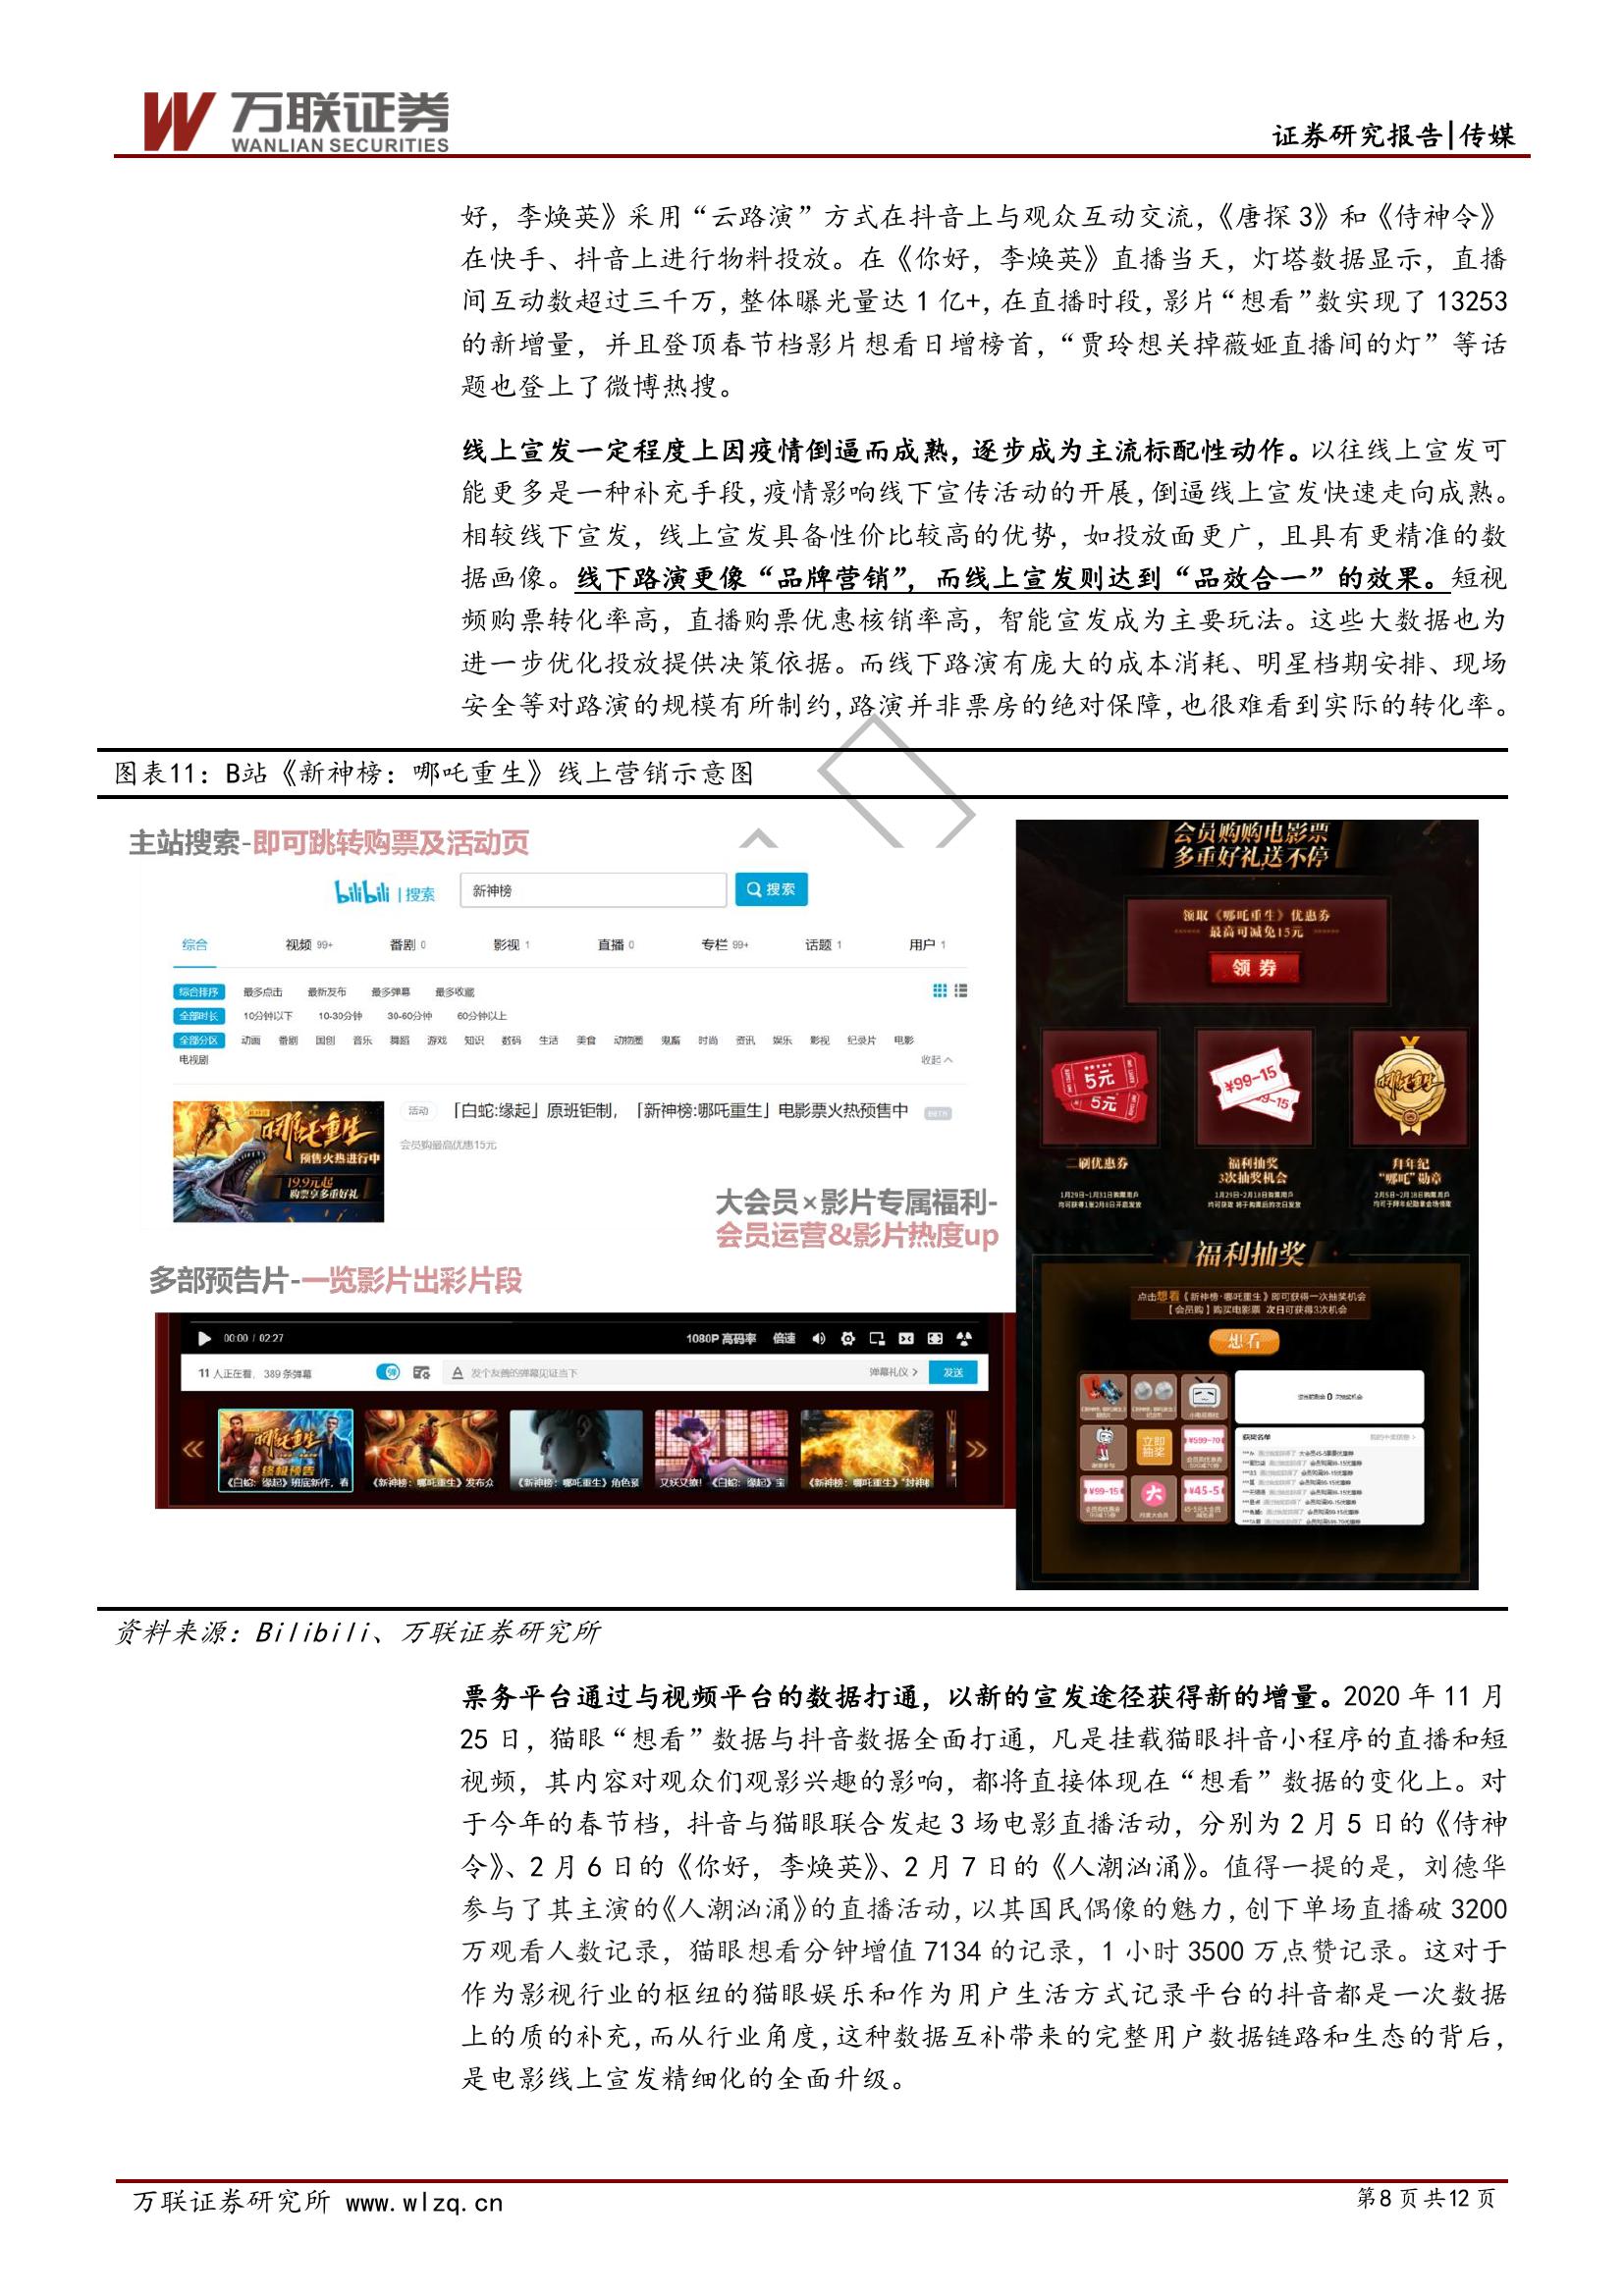 万联证券
WANLIAN SECURITIES
证券研究报告|传媒
好，李焕英》采用“云路演”方式在抖音上与观众互动交流，《唐探 3》和《侍神令》
在快手、抖音上进行物料投放。在《你好，李焕英》直播当天，灯塔数据显示，直播
间互动数超过三千万，整体曝光量达 1 亿+，在直播时段，影片“想看”数实现了 13253
的新增量，并且登顶春节档影片想看日增榜首，“贾玲想关掉薇娅直播间的灯”等话
题也登上了微博热搜。
线上宣发一定程度上因疫情倒逼而成熟，逐步成为主流标配性动作。以往线上宣发可
能更多是一种补充手段，疫情影响线下宣传活动的开展，倒逼线上宣发快速走向成熟。
相较线下宣发，线上宣发具备性价比较高的优势，如投放面更广，且具有更精准的数
据画像。线下路演更像“品牌营销”，而线上宣发则达到“品效合一”的效果。短视
频购票转化率高，直播购票优惠核销率高，智能宣发成为主要玩法。这些大数据也为
进一步优化投放提供决策依据。而线下路演有庞大的成本消耗、明星档期安排、现场
安全等对路演的规模有所制约，路演并非票房的绝对保障，也很难看到实际的转化率。
图表11：B站《新神榜：哪吒重生》线上营销示意图
主站搜索-即可跳转购票及活动页
bilibili | 搜索 新神榜 搜索
综合 视频 99+ 番剧 0 影视 1 直播 0 专栏 99+ 话题 1 用户 1
综合排序 最多点击 最新发布 最多弹幕 最多收藏
全部时长 10分钟以下 10-30分钟 30-60分钟 60分钟以上
全部分区 动画 番剧 国创 音乐 舞蹈 游戏 知识 数码 生活 美食 动物圈 鬼畜 时尚 资讯 娱乐 影视 纪录片 电影
电视剧 收起
活动 「白蛇:缘起」原班钜制，「新神榜:哪吒重生」电影票火热预售中 BETA
会员购最高优惠15元
哪吒重生
预售火热进行中
19.9元起
购票享多重好礼
大会员×影片专属福利-
会员运营&影片热度up
多部预告片-一览影片出彩片段
00:00 / 02:27 1080P 高码率 倍速
11 人正在看，389 条弹幕 弹 发个友善的弹幕见证当下 弹幕礼仪 > 发送
哪吒重生
终极预告
《白蛇：缘起》班底新作，春 《新神榜：哪吒重生》发布众 《新神榜：哪吒重生》角色预 又妖又撩！《白蛇：缘起》宝 《新神榜：哪吒重生》“封神
会员购购电影票
多重好礼送不停
领取《哪吒重生》优惠券
最高可减免15元
领券
5元
5元
¥99-15
哪吒重生
二刷优惠券 福利抽奖 拜年纪
3次抽奖机会 “哪吒”勋章
福利抽奖
点击想看《新神榜·哪吒重生》即可获得一次抽奖机会
【会员购】购买电影票 次日可获得3次机会
想看
立即
抽奖
¥599-70
¥99-15
大
¥45-5
获奖名单
资料来源：Bilibili、万联证券研究所
票务平台通过与视频平台的数据打通，以新的宣发途径获得新的增量。2020 年 11 月
25 日，猫眼“想看”数据与抖音数据全面打通，凡是挂载猫眼抖音小程序的直播和短
视频，其内容对观众们观影兴趣的影响，都将直接体现在“想看”数据的变化上。对
于今年的春节档，抖音与猫眼联合发起 3 场电影直播活动，分别为 2 月 5 日的《侍神
令》、2 月 6 日的《你好，李焕英》、2 月 7 日的《人潮汹涌》。值得一提的是，刘德华
参与了其主演的《人潮汹涌》的直播活动，以其国民偶像的魅力，创下单场直播破 3200
万观看人数记录，猫眼想看分钟增值 7134 的记录，1 小时 3500 万点赞记录。这对于
作为影视行业的枢纽的猫眼娱乐和作为用户生活方式记录平台的抖音都是一次数据
上的质的补充，而从行业角度，这种数据互补带来的完整用户数据链路和生态的背后，
是电影线上宣发精细化的全面升级。
万联证券研究所 www.wlzq.cn
第8页共12页